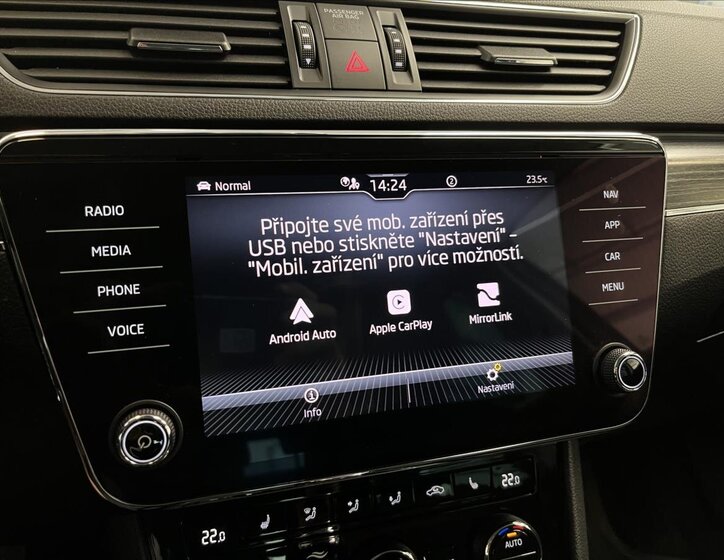 PASSENGER
AIR BAG
RADIO
MEDIA
PHONE
VOICE
Normal
14:24
2
23.5°C
Připojte své mob. zařízení přes
USB nebo stiskněte "Nastavení" -
"Mobil. zařízení" pro více možností.
Android Auto
Apple CarPlay
MirrorLink
Info
Nastavení
NAV
APP
CAR
MENU
22.0
22.0
AUTO